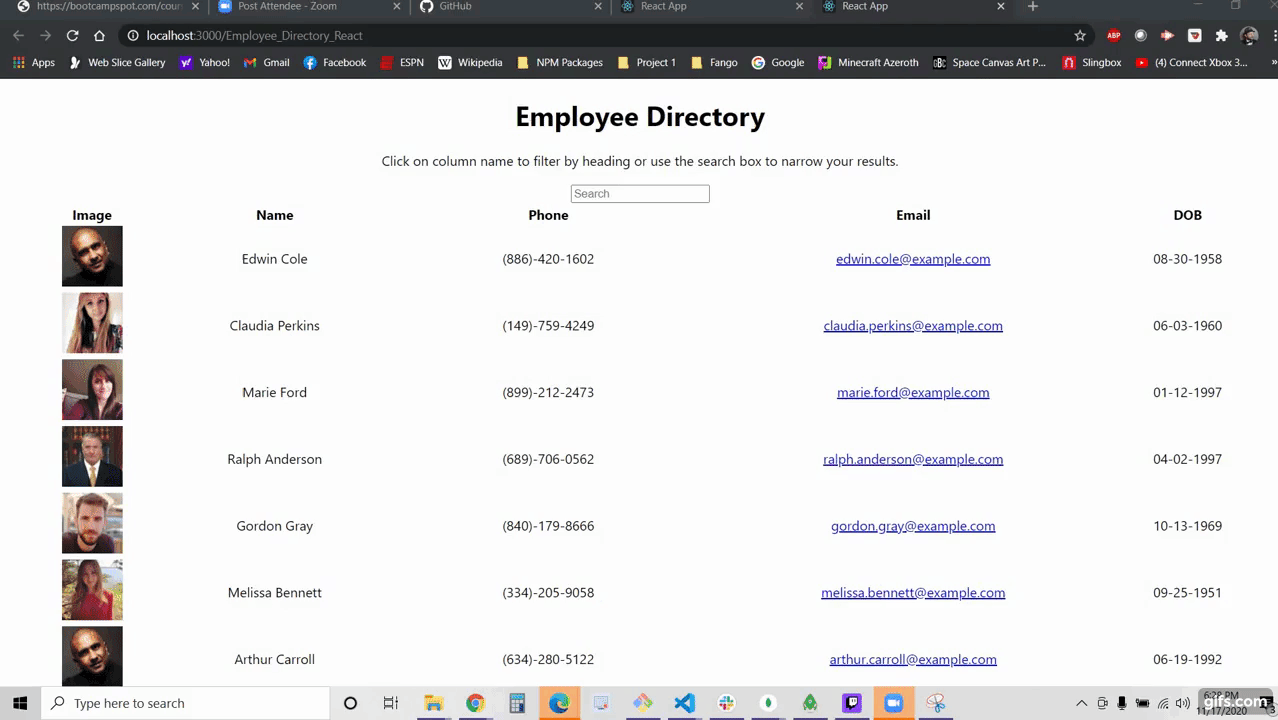 https://bootcampspot.com/coun
Post Attendee - Zoom
GitHub
React App
React App
localhost:3000/Employee_Directory_React
ABP
Apps
Web Slice Gallery
Yahoo!
Gmail
Facebook
ESPN
Wikipedia
NPM Packages
Project 1
Fango
Google
Minecraft Azeroth
Space Canvas Art P...
Slingbox
(4) Connect Xbox 3...
Employee Directory
Click on column name to filter by heading or use the search box to narrow your results.
Search
Image Name Phone Email DOB
Edwin Cole (886)-420-1602 edwin.cole@example.com 08-30-1958
Claudia Perkins (149)-759-4249 claudia.perkins@example.com 06-03-1960
Marie Ford (899)-212-2473 marie.ford@example.com 01-12-1997
Ralph Anderson (689)-706-0562 ralph.anderson@example.com 04-02-1997
Gordon Gray (840)-179-8666 gordon.gray@example.com 10-13-1969
Melissa Bennett (334)-205-9058 melissa.bennett@example.com 09-25-1951
Arthur Carroll (634)-280-5122 arthur.carroll@example.com 06-19-1992
Type here to search
6:28 PM
11/17/2020
gifs.com